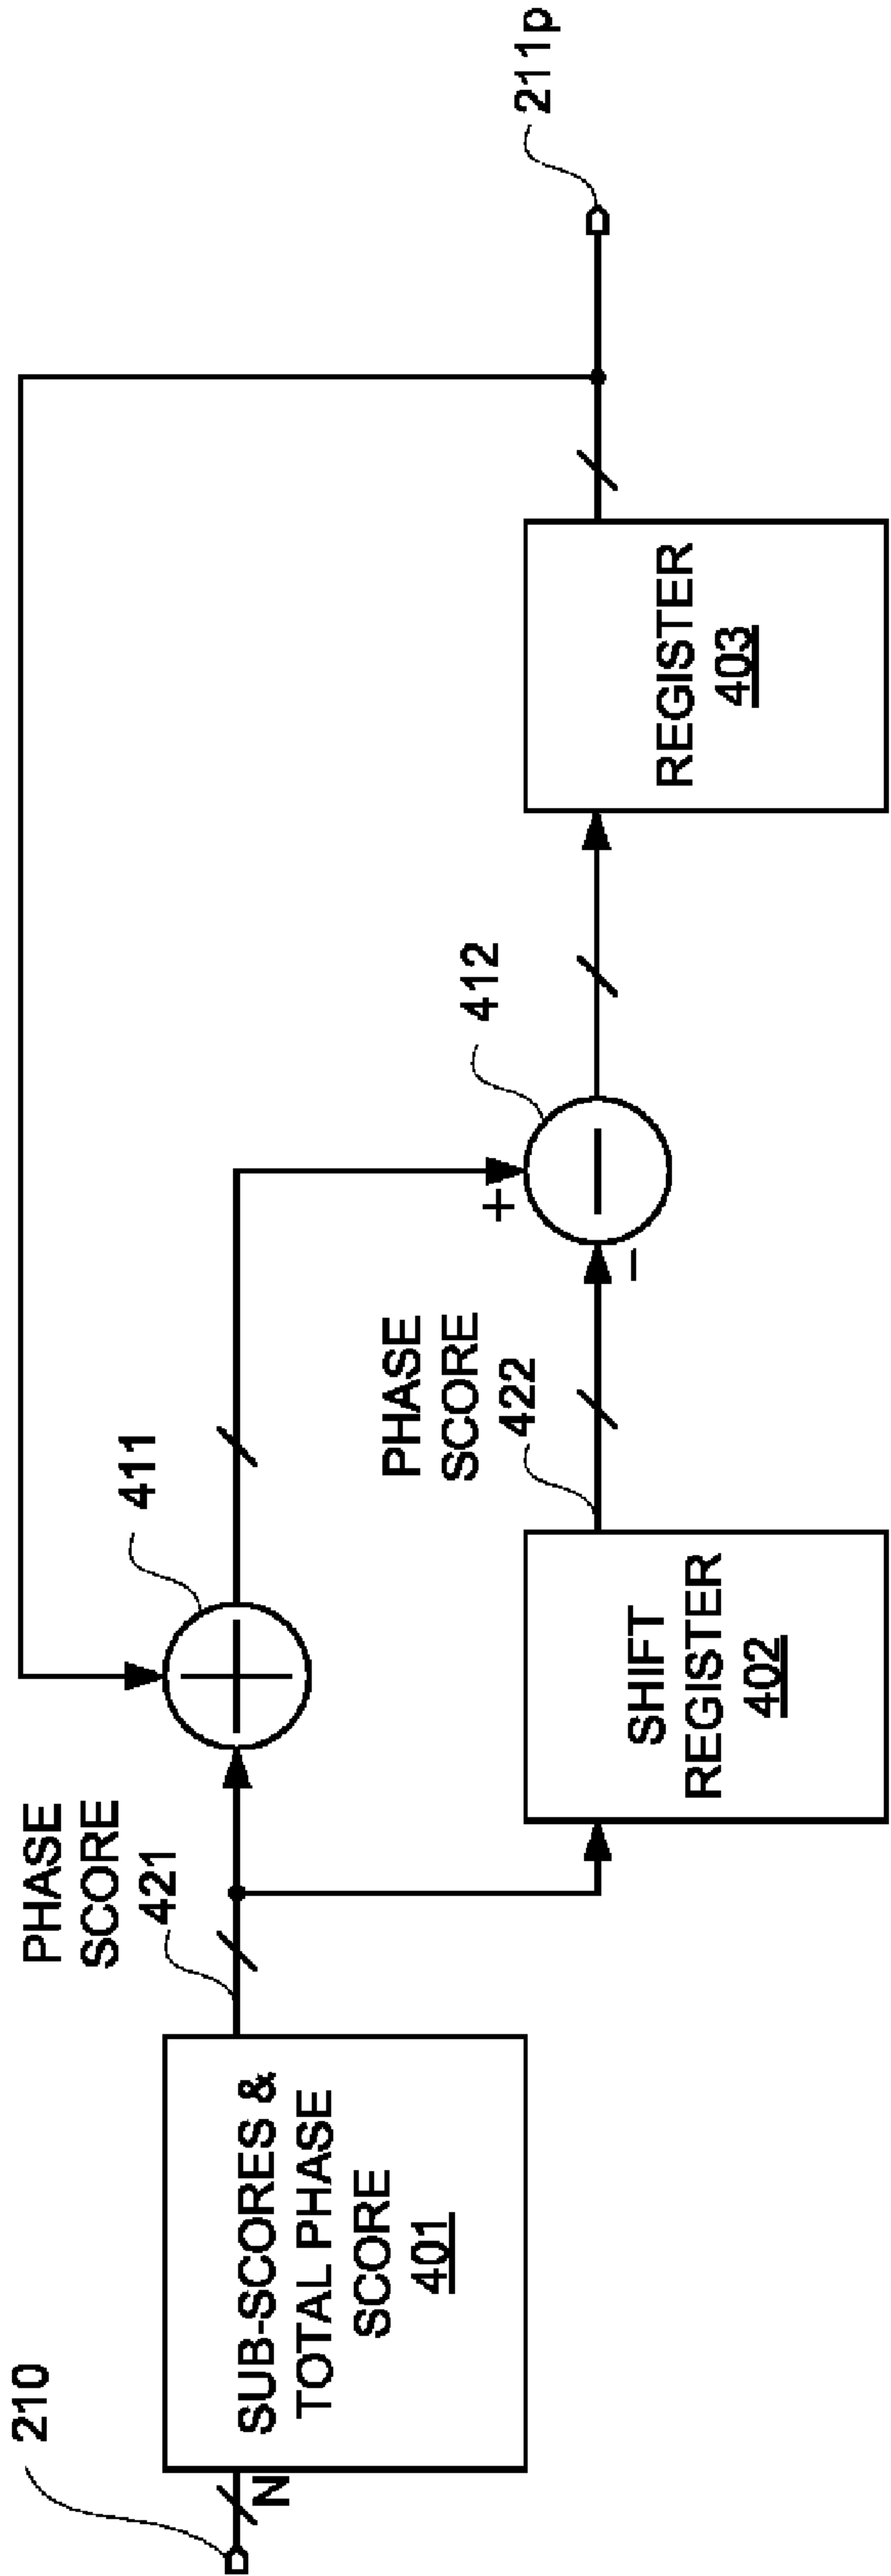 210
N
SUB-SCORES &
TOTAL PHASE
SCORE
401
PHASE
SCORE
421
411
SHIFT
REGISTER
402
PHASE
SCORE
422
+
−
412
REGISTER
403
211p